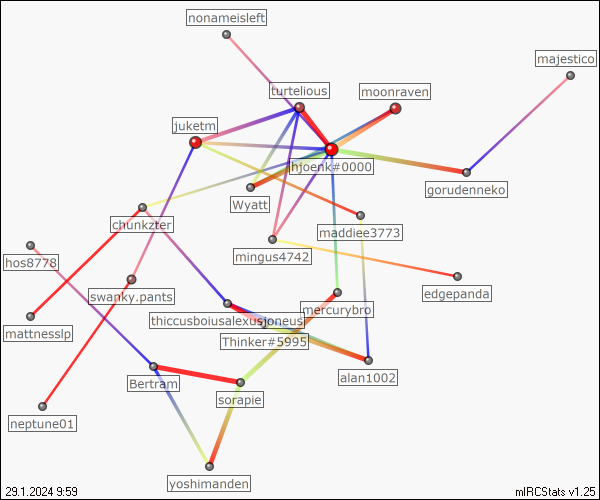 nonameisleft
majestico
turtelious
moonraven
juketm
hjoenk#0000
gorudenneko
Wyatt
chunkzter
maddiee3773
mingus4742
hos8778
swanky.pants
edgepanda
mercurybro
thiccusboiusalexusjoneus
mattnesslp
Thinker#5995
alan1002
Bertram
sorapie
neptune01
yoshimanden
29.1.2024 9:59
mIRCStats v1.25